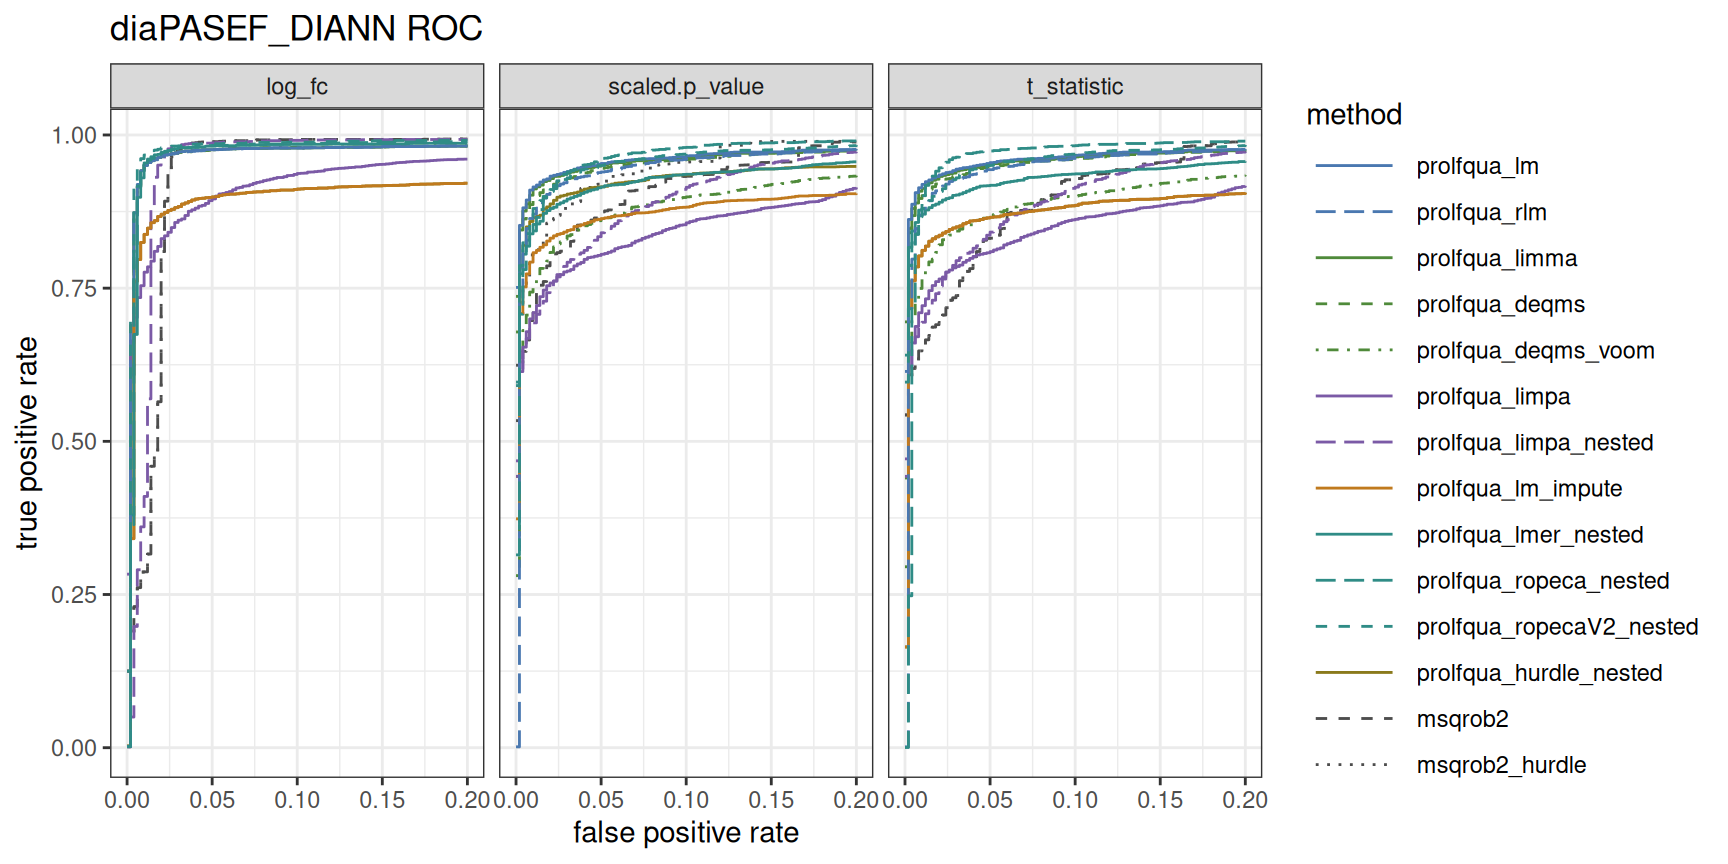 diaPASEF_DIANN ROC
log_fc
scaled.p_value
t_statistic
true positive rate
1.00
0.75
0.50
0.25
0.00
0.00 0.05 0.10 0.15 0.20
0.00 0.05 0.10 0.15 0.20
0.00 0.05 0.10 0.15 0.20
false positive rate
method
prolfqua_lm
prolfqua_rlm
prolfqua_limma
prolfqua_deqms
prolfqua_deqms_voom
prolfqua_limpa
prolfqua_limpa_nested
prolfqua_lm_impute
prolfqua_lmer_nested
prolfqua_ropeca_nested
prolfqua_ropecaV2_nested
prolfqua_hurdle_nested
msqrob2
msqrob2_hurdle